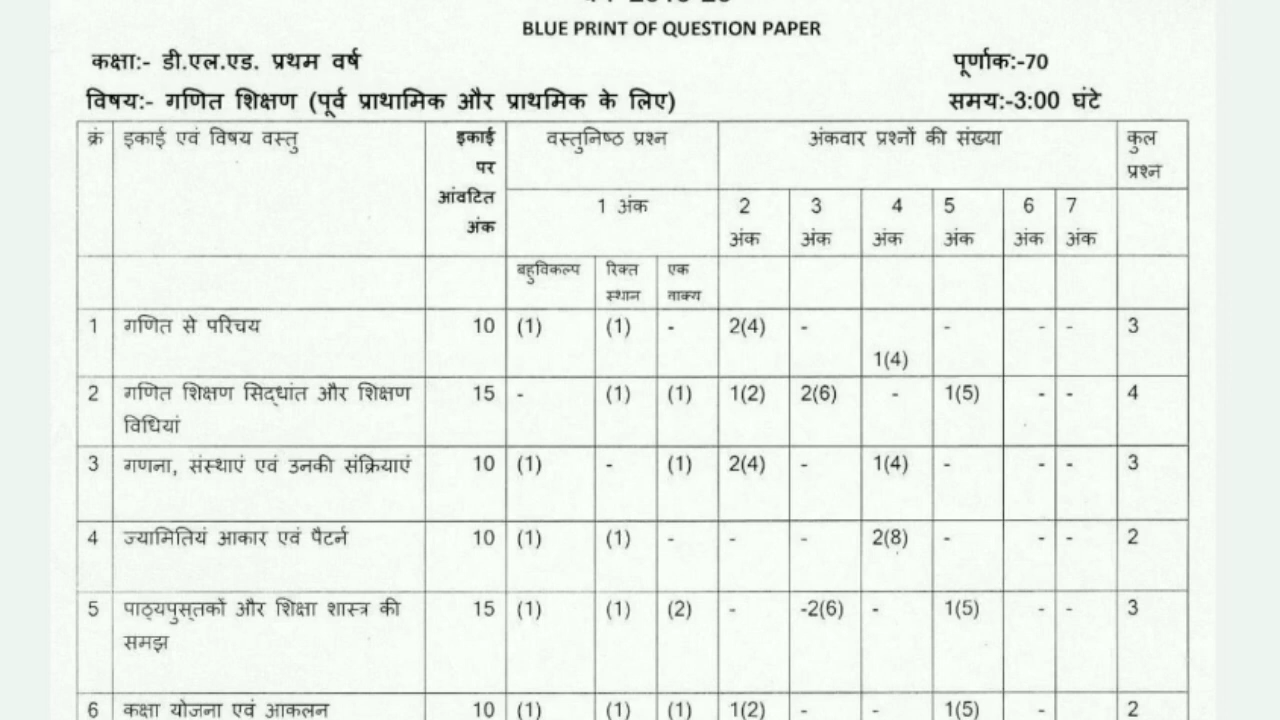 BLUE PRINT OF QUESTION PAPER
कक्षा:- डी.एल.एड. प्रथम वर्ष पूर्णाक:-70
विषय:- गणित शिक्षण (पूर्व प्राथामिक और प्राथमिक के लिए) समय:-3:00 घंटे
क्रं इकाई एवं विषय वस्तु इकाई पर आंवटित अंक वस्तुनिष्ठ प्रश्न अंकवार प्रश्नों की संख्या कुल प्रश्न
1 अंक 2 अंक 3 अंक 4 अंक 5 अंक 6 अंक 7 अंक
बहुविकल्प रिक्त स्थान एक वाक्य
1 गणित से परिचय 10 (1) (1) - 2(4) - 1(4) - - - 3
2 गणित शिक्षण सिद्धांत और शिक्षण विधियां 15 - (1) (1) 1(2) 2(6) - 1(5) - - 4
3 गणना, संस्थाएं एवं उनकी संक्रियाएं 10 (1) - (1) 2(4) - 1(4) - - - 3
4 ज्यामितियं आकार एवं पैटर्न 10 (1) (1) - - - 2(8) - - - 2
5 पाठ्यपुस्तकों और शिक्षा शास्त्र की समझ 15 (1) (1) (2) - -2(6) - 1(5) - - 3
6 कक्षा योजना एवं आकलन 10 (1) (1) (1) 1(2) - - 1(5) - - 2